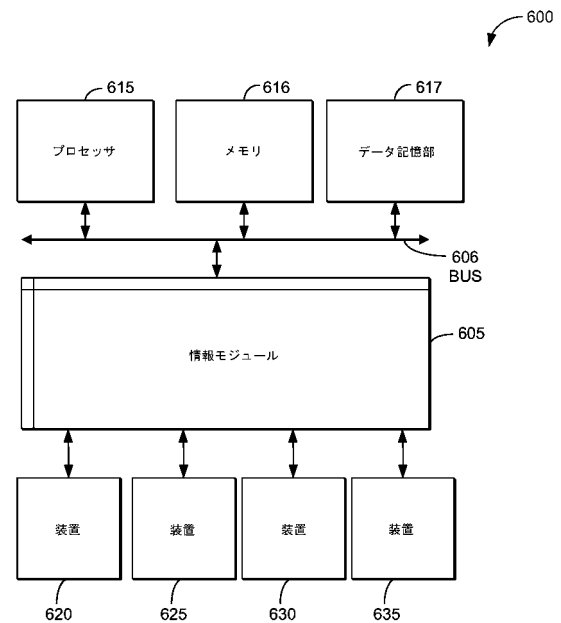 600
615
616
617
プロセッサ
メモリ
データ記憶部
606
BUS
605
情報モジュール
装置
装置
装置
装置
620
625
630
635